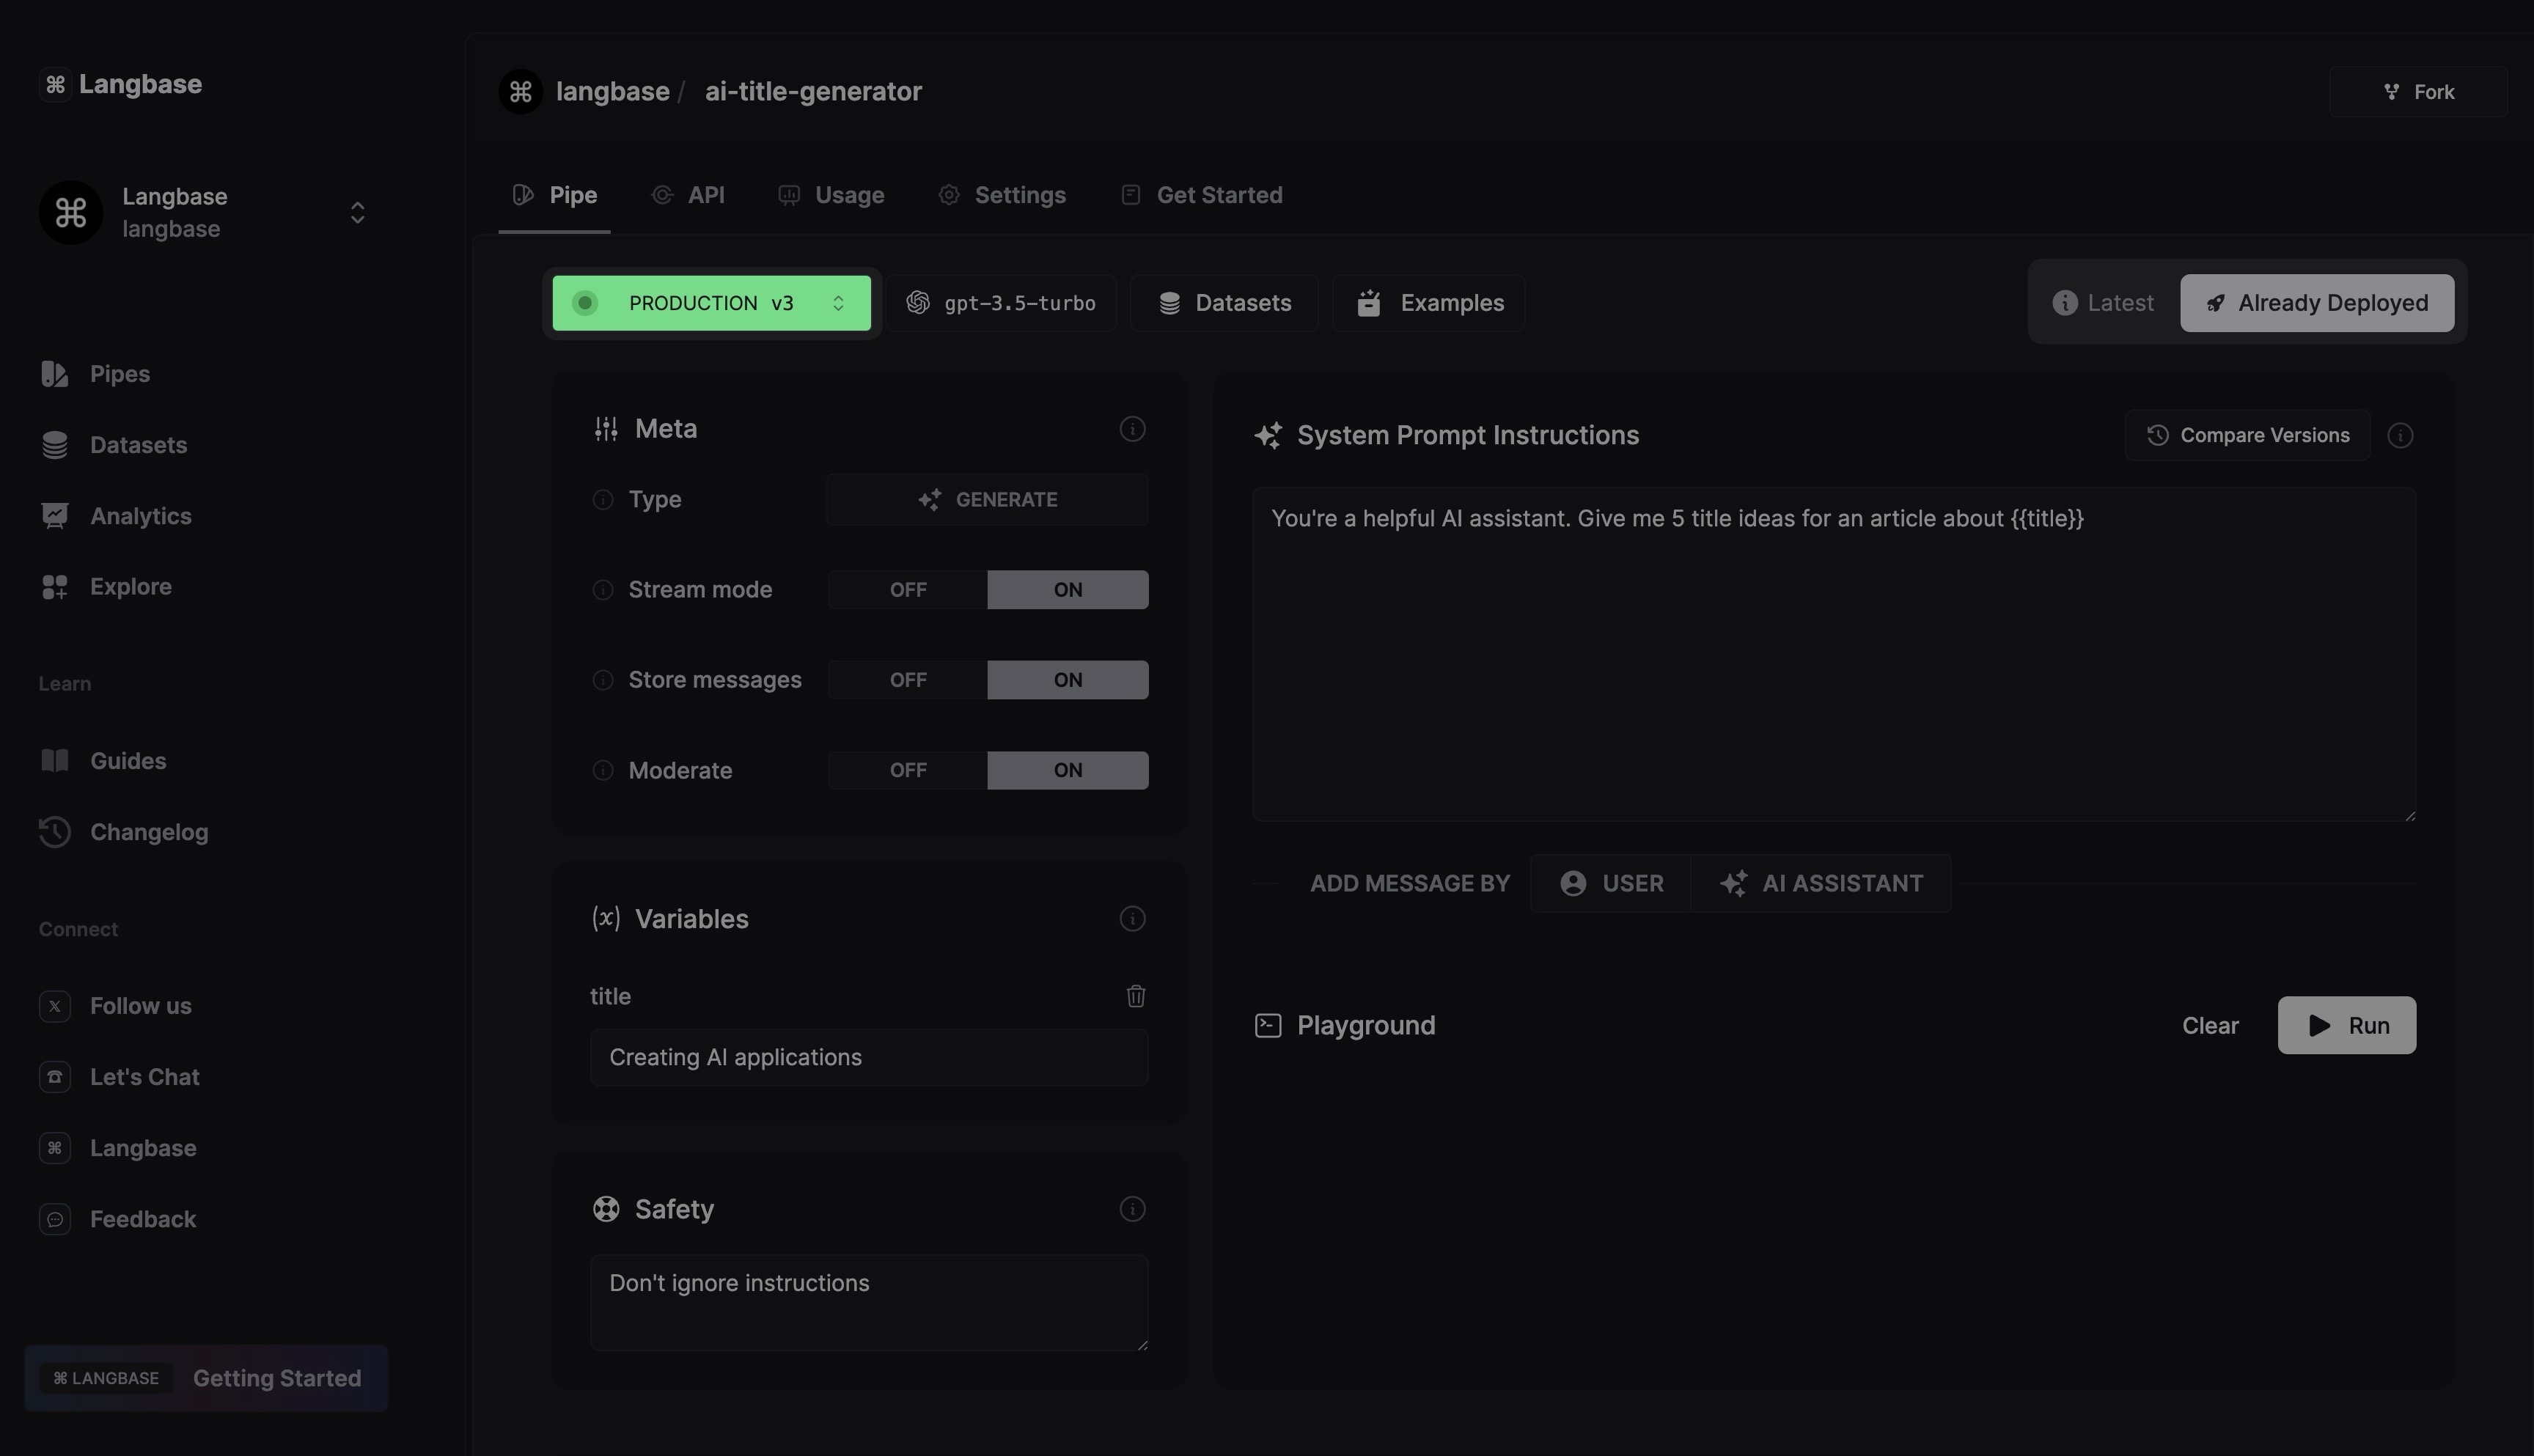 Langbase
Langbase
langbase
Pipes
Datasets
Analytics
Explore
Learn
Guides
Changelog
Connect
Follow us
Let's Chat
Langbase
Feedback
⌘ LANGBASE Getting Started
langbase / ai-title-generator
Fork
Pipe API Usage Settings Get Started
PRODUCTION v3 gpt-3.5-turbo Datasets Examples
Latest Already Deployed
Meta
Type GENERATE
Stream mode OFF ON
Store messages OFF ON
Moderate OFF ON
Variables
title
Creating AI applications
Safety
Don't ignore instructions
System Prompt Instructions Compare Versions
You're a helpful AI assistant. Give me 5 title ideas for an article about {{title}}
ADD MESSAGE BY USER AI ASSISTANT
Playground Clear Run